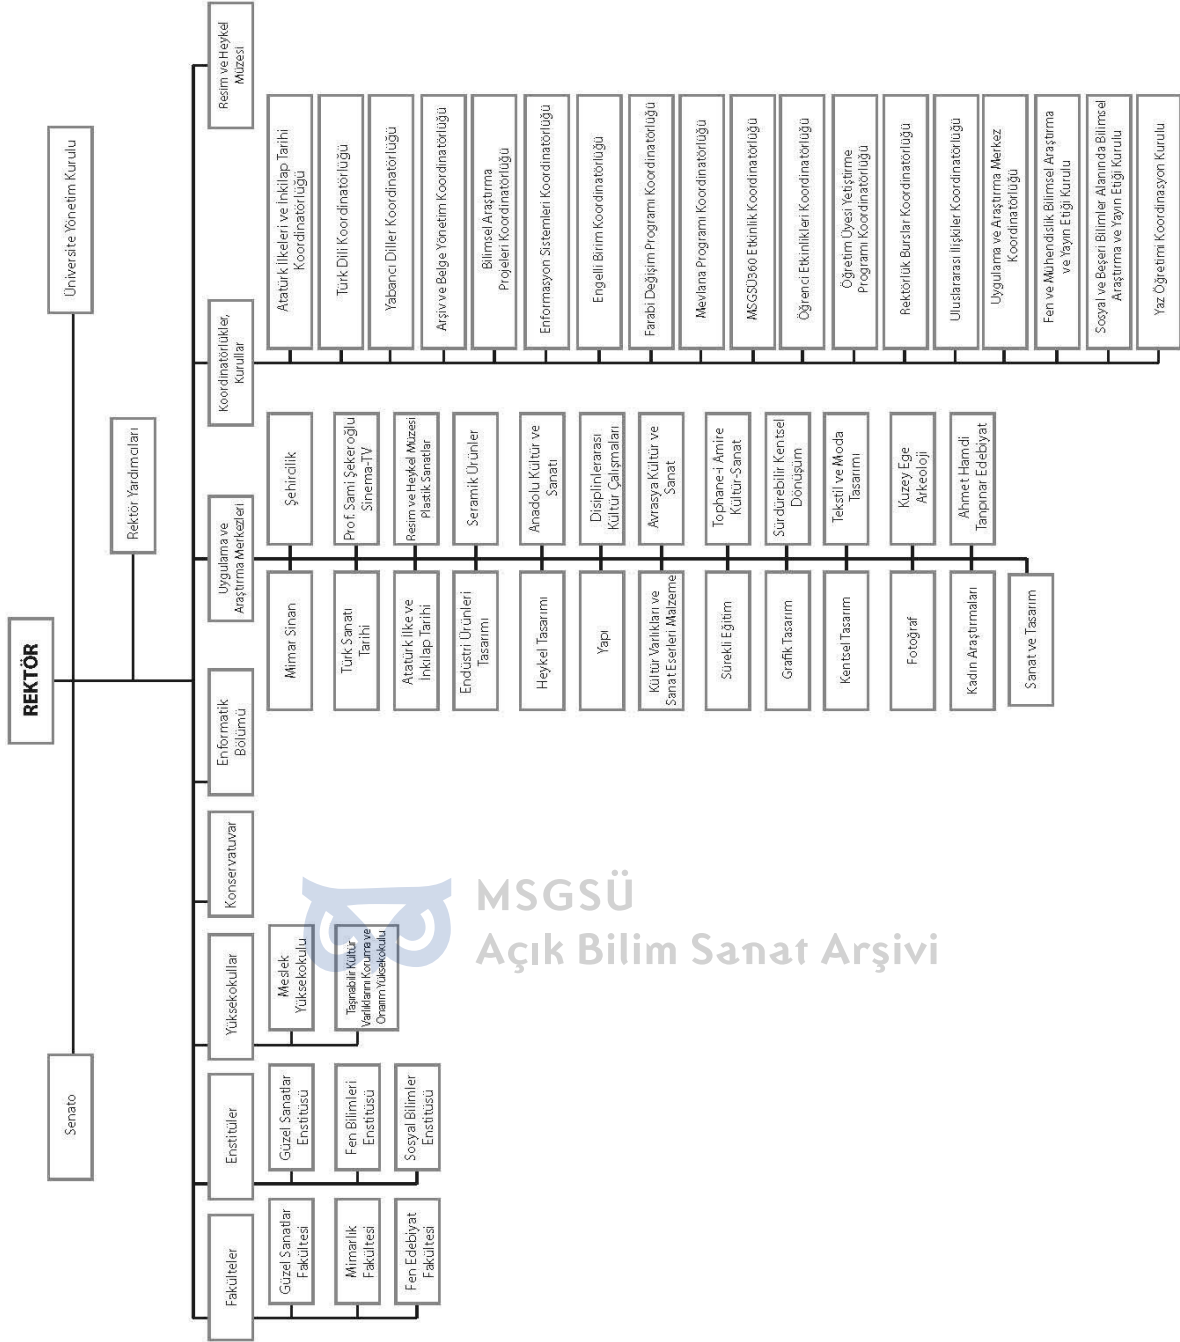 REKTÖR
Senato
Üniversite Yönetim Kurulu
Rektör Yardımcıları
Fakülteler
Güzel Sanatlar
Fakültesi
Mimarlık
Fakültesi
Fen Edebiyat
Fakültesi
Enstitüler
Güzel Sanatlar
Enstitüsü
Fen Bilimleri
Enstitüsü
Sosyal Bilimler
Enstitüsü
Yüksekokullar
Meslek
Yüksekokulu
Taşınabilir Kültür
Varlıklarını Koruma ve
Onarım Yüksekokulu
Konservatuvar
Enformatik
Bölümü
Uygulama ve
Araştırma Merkezleri
Mimar Sinan
Şehircilik
Türk Sanatı
Tarihi
Prof. Sami Şekeroğlu
Sinema-TV
Atatürk İlke ve
İnkılap Tarihi
Resim ve Heykel Müzesi
Plastik Sanatlar
Endüstri Ürünleri
Tasarımı
Seramik Ürünler
Heykel Tasarımı
Anadolu Kültür ve
Sanatı
Yapı
Disiplinlerarası
Kültür Çalışmaları
Kültür Varlıkları ve
Sanat Eserleri Malzeme
Avrasya Kültür ve
Sanat
Sürekli Eğitim
Tophane-i Amire
Kültür-Sanat
Grafik Tasarım
Sürdürebilir Kentsel
Dönüşüm
Kentsel Tasarım
Tekstil ve Moda
Tasarımı
Fotoğraf
Kuzey Ege
Arkeoloji
Kadın Araştırmaları
Ahmet Hamdi
Tanpınar Edebiyat
Sanat ve Tasarım
Koordinatörlükler,
Kurullar
Atatürk İlkeleri ve İnkılap Tarihi
Koordinatörlüğü
Türk Dili Koordinatörlüğü
Yabancı Diller Koordinatörlüğü
Arşiv ve Belge Yönetim Koordinatörlüğü
Bilimsel Araştırma
Projeleri Koordinatörlüğü
Enformasyon Sistemleri Koordinatörlüğü
Engelli Birim Koordinatörlüğü
Farabi Değişim Programı Koordinatörlüğü
Mevlana Programı Koordinatörlüğü
MSGSÜ360 Etkinlik Koordinatörlüğü
Öğrenci Etkinlikleri Koordinatörlüğü
Öğretim Üyesi Yetiştirme
Programı Koordinatörlüğü
Rektörlük Burslar Koordinatörlüğü
Uluslararası İlişkiler Koordinatörlüğü
Uygulama ve Araştırma Merkez
Koordinatörlüğü
Fen ve Mühendislik Bilimsel Araştırma
ve Yayın Etiği Kurulu
Sosyal ve Beşeri Bilimler Alanında Bilimsel
Araştırma ve Yayın Etiği Kurulu
Yaz Öğretimi Koordinasyon Kurulu
Resim ve Heykel
Müzesi
MSGSÜ
Açık Bilim Sanat Arşivi